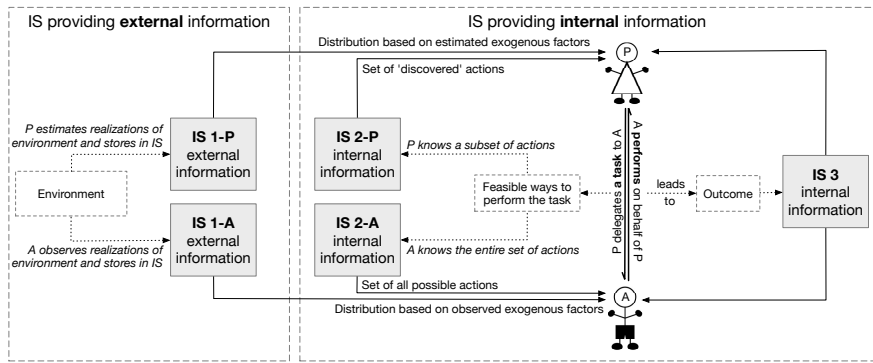 IS providing external information
IS providing internal information
Distribution based on estimated exogenous factors
Set of 'discovered' actions
P
P estimates realizations of
environment and stores in IS
IS 1-P
external
information
IS 2-P
internal
information
P knows a subset of actions
Environment
Feasible ways to
perform the task
P delegates a task to A
A performs on behalf of P
leads
to
Outcome
IS 3
internal
information
A observes realizations of
environment and stores in IS
IS 1-A
external
information
IS 2-A
internal
information
A knows the entire set of actions
Set of all possible actions
A
Distribution based on observed exogenous factors